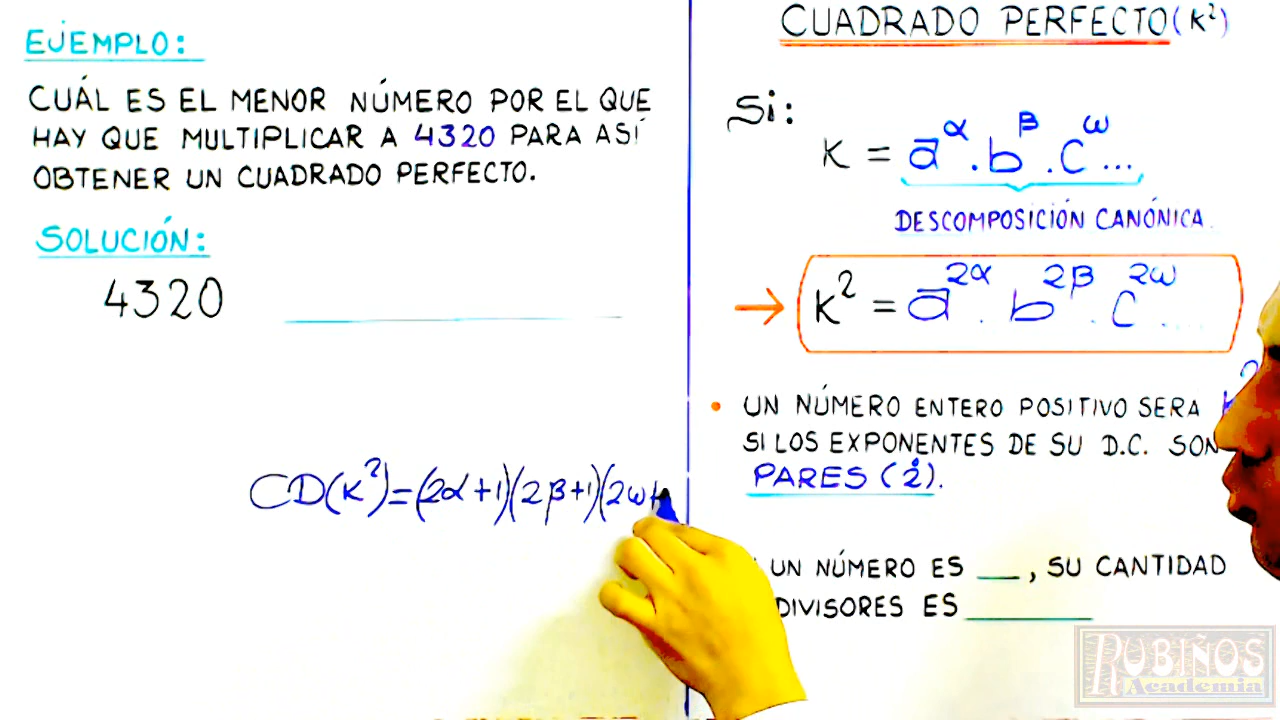 EJEMPLO:
CUÁL ES EL MENOR NÚMERO POR EL QUE
HAY QUE MULTIPLICAR A 4320 PARA ASÍ
OBTENER UN CUADRADO PERFECTO.
SOLUCIÓN:
4320
CD(K²)=(2α+1)(2β+1)(2ω+
CUADRADO PERFECTO(K²)
Si:
K = a^α . b^β . c^ω ...
DESCOMPOSICIÓN CANÓNICA.
→ K² = a^2α . b^2β . c^2ω ....
• UN NÚMERO ENTERO POSITIVO SERA K²
SI LOS EXPONENTES DE SU D.C. SON
PARES (2̇).
UN NÚMERO ES ___, SU CANTIDAD
DIVISORES ES ______
RUBIÑOS
Academia